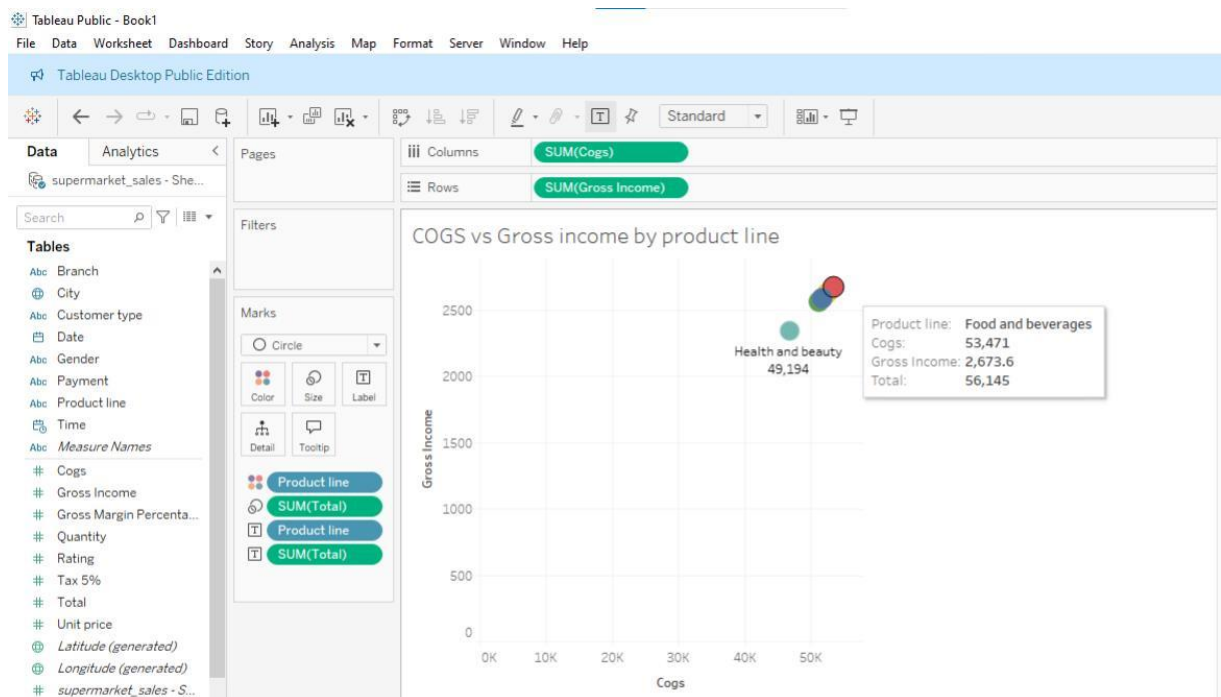 Tableau Public - Book1
File Data Worksheet Dashboard Story Analysis Map Format Server Window Help
Tableau Desktop Public Edition
Standard
Data Analytics
supermarket_sales - She...
Search
Tables
Abc Branch
City
Abc Customer type
Date
Abc Gender
Abc Payment
Abc Product line
Time
Abc Measure Names
# Cogs
# Gross Income
# Gross Margin Percenta...
# Quantity
# Rating
# Tax 5%
# Total
# Unit price
Latitude (generated)
Longitude (generated)
# supermarket_sales - S...
Pages
Filters
Marks
Circle
Color Size Label
Detail Tooltip
Product line
SUM(Total)
Product line
SUM(Total)
Columns SUM(Cogs)
Rows SUM(Gross Income)
COGS vs Gross income by product line
2500
2000
1500
1000
500
0
Gross Income
Health and beauty
49,194
Product line: Food and beverages
Cogs: 53,471
Gross Income: 2,673.6
Total: 56,145
0K 10K 20K 30K 40K 50K
Cogs